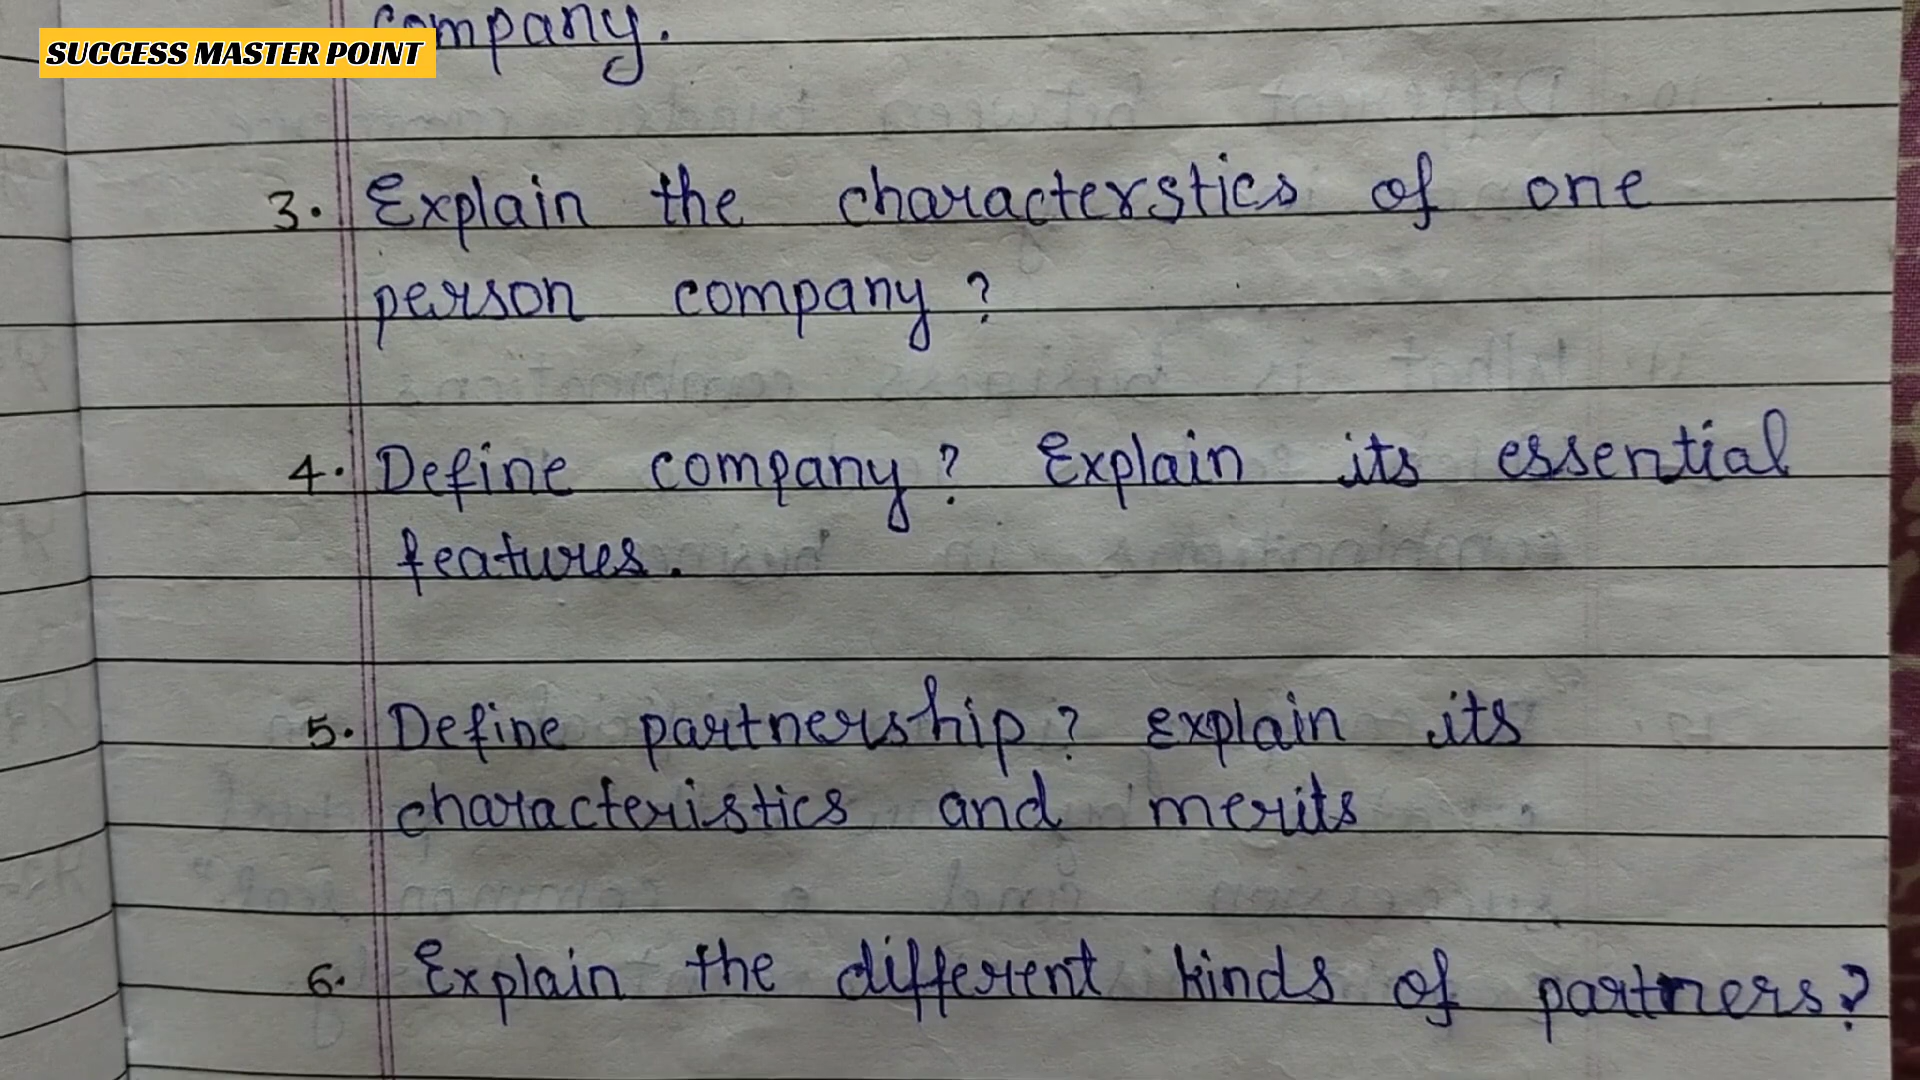 company.
SUCCESS MASTER POINT
3. Explain the characterstics of one
person company?
4. Define company? Explain its essential
features.
5. Define partnership? explain its
characteristics and merits
6. Explain the different kinds of partners?